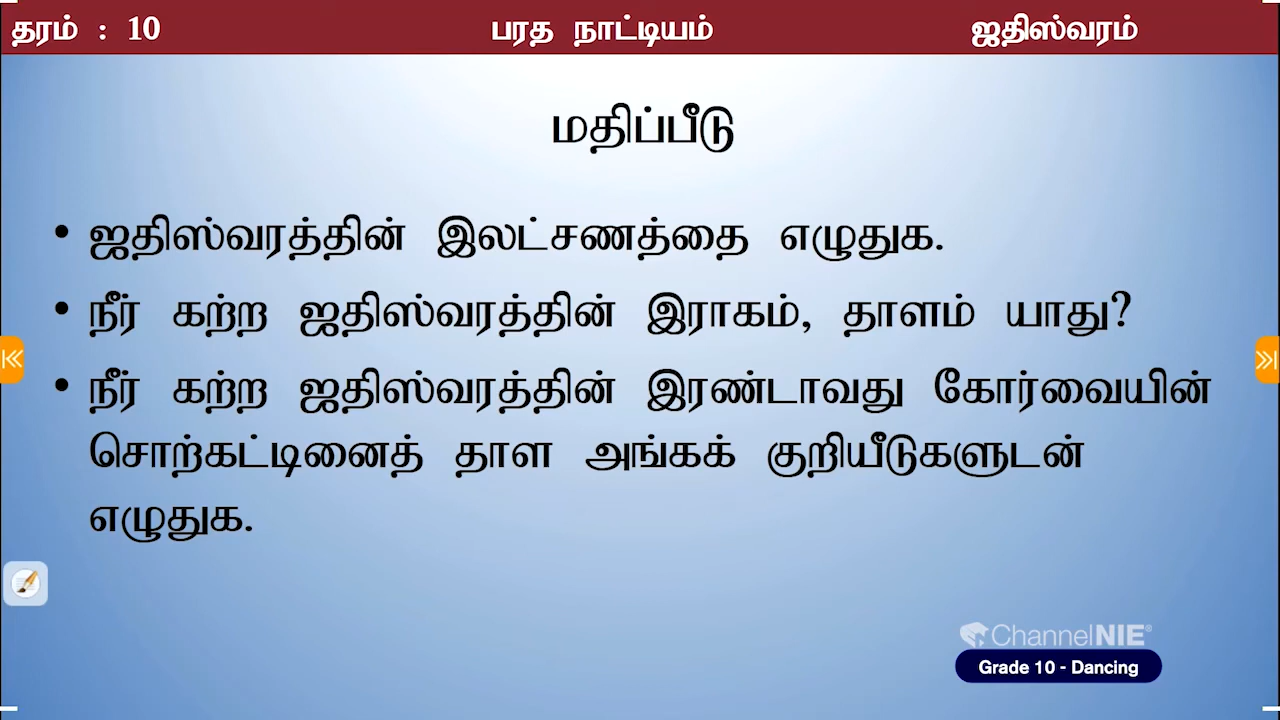 தரம் : 10 பரத நாட்டியம் ஜதிஸ்வரம்
மதிப்பீடு
• ஜதிஸ்வரத்தின் இலட்சணத்தை எழுதுக.
• நீர் கற்ற ஜதிஸ்வரத்தின் இராகம், தாளம் யாது?
• நீர் கற்ற ஜதிஸ்வரத்தின் இரண்டாவது கோர்வையின்
சொற்கட்டினைத் தாள அங்கக் குறியீடுகளுடன்
எழுதுக.
ChannelNIE®
Grade 10 - Dancing